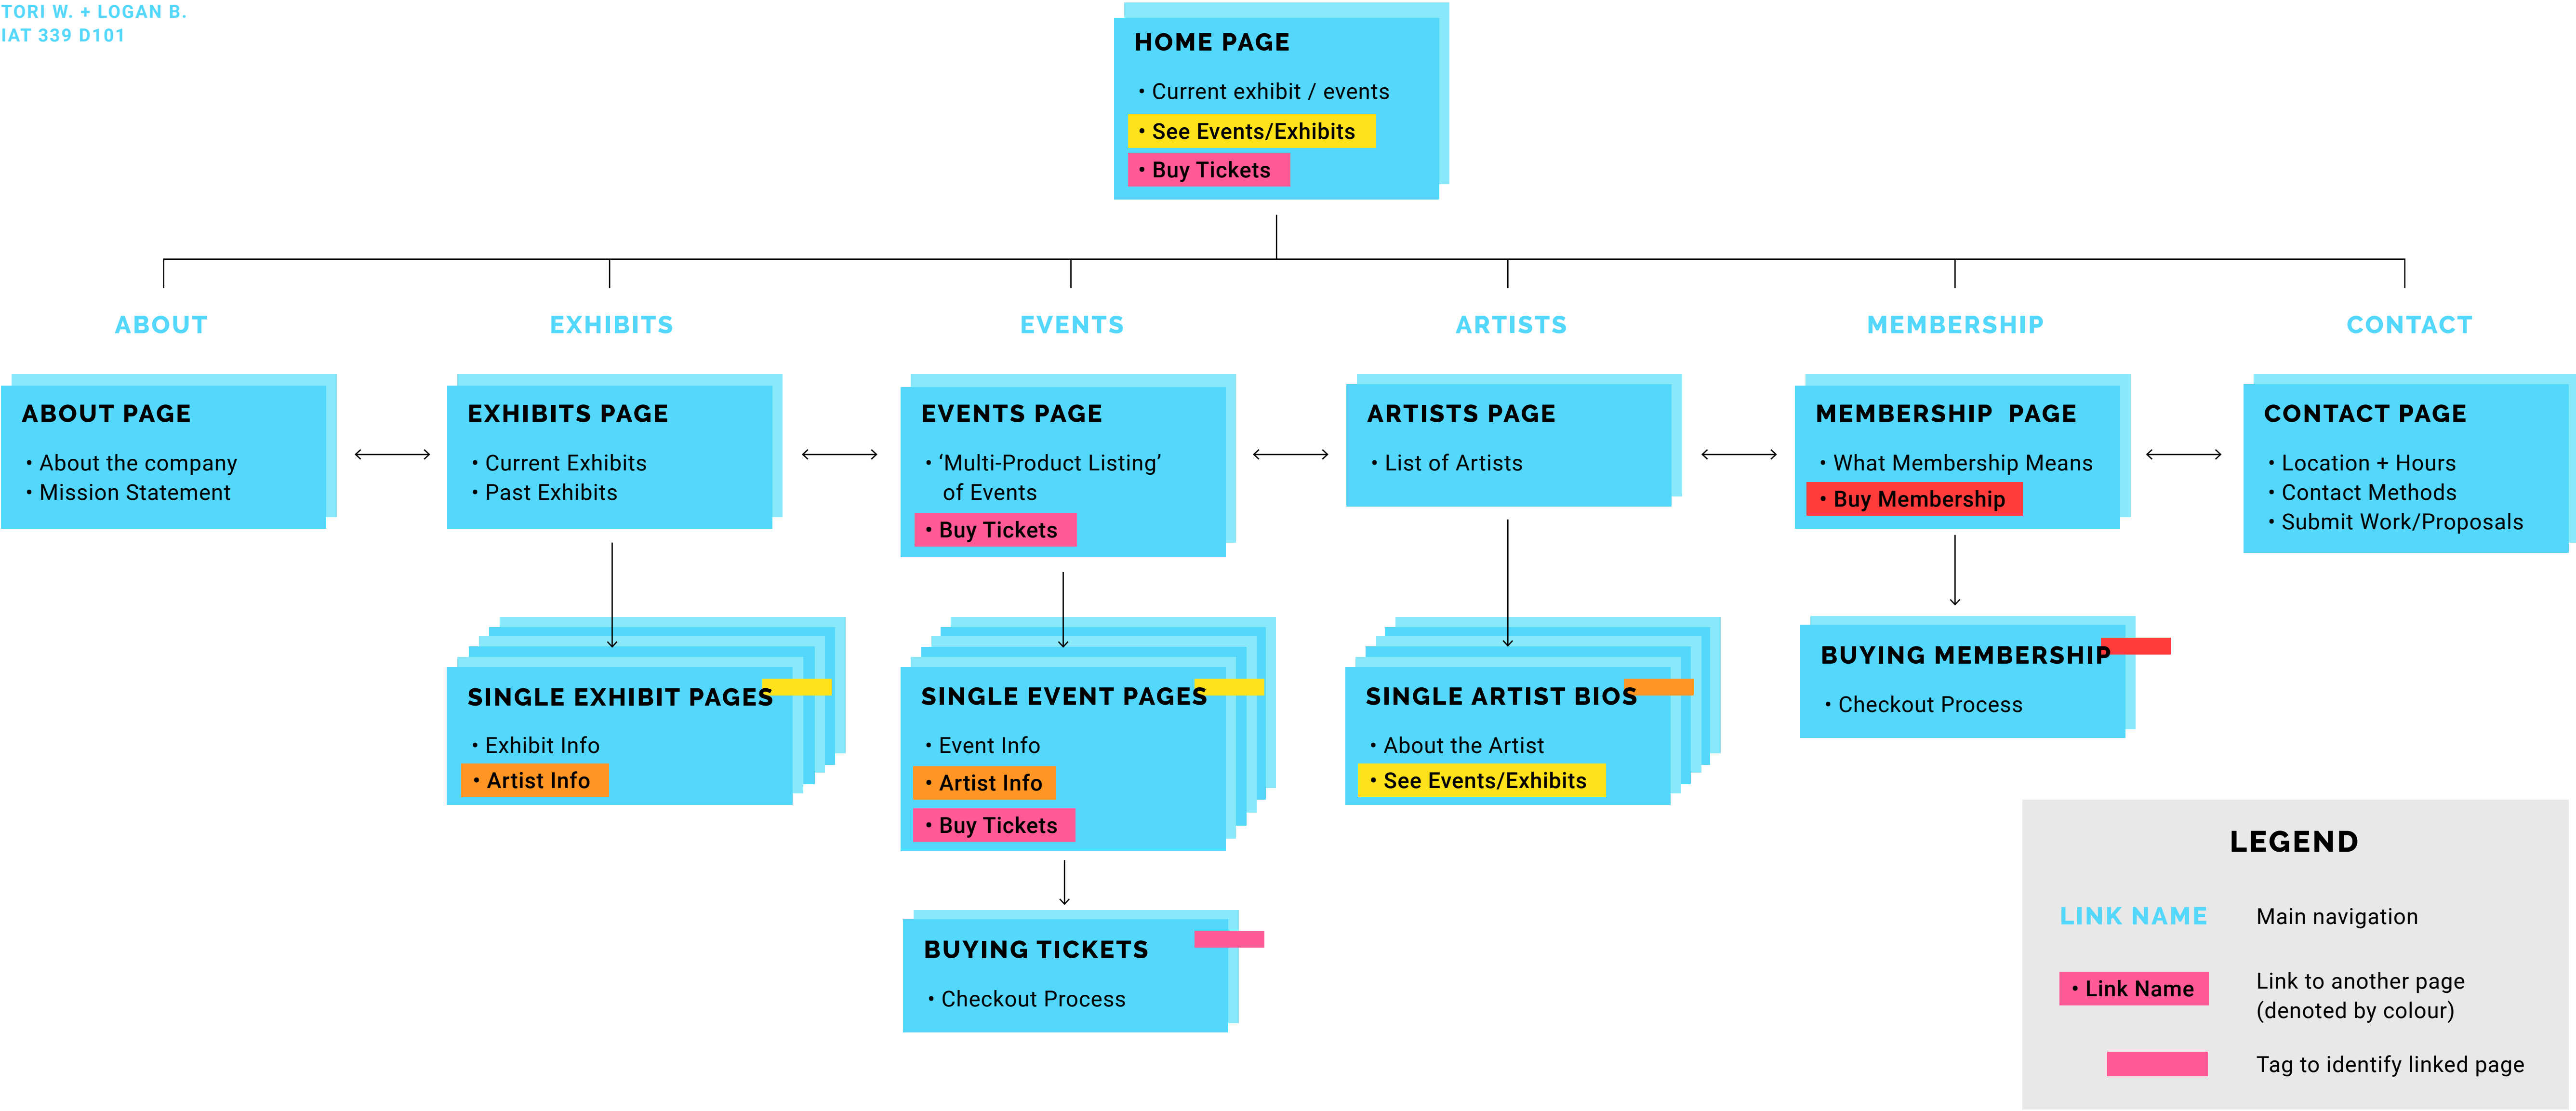 TORI W. + LOGAN B.
IAT 339 D101
HOME PAGE
• Current exhibit / events
• See Events/Exhibits
• Buy Tickets
ABOUT
EXHIBITS
EVENTS
ARTISTS
MEMBERSHIP
CONTACT
ABOUT PAGE
• About the company
• Mission Statement
EXHIBITS PAGE
• Current Exhibits
• Past Exhibits
EVENTS PAGE
• ‘Multi-Product Listing’
of Events
• Buy Tickets
ARTISTS PAGE
• List of Artists
MEMBERSHIP PAGE
• What Membership Means
• Buy Membership
CONTACT PAGE
• Location + Hours
• Contact Methods
• Submit Work/Proposals
SINGLE EXHIBIT PAGES
• Exhibit Info
• Artist Info
SINGLE EVENT PAGES
• Event Info
• Artist Info
• Buy Tickets
SINGLE ARTIST BIOS
• About the Artist
• See Events/Exhibits
BUYING MEMBERSHIP
• Checkout Process
BUYING TICKETS
• Checkout Process
LEGEND
LINK NAME
Main navigation
• Link Name
Link to another page
(denoted by colour)
Tag to identify linked page